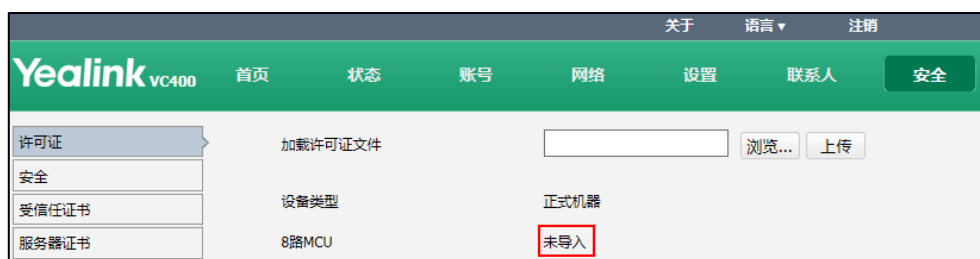 关于 语言▼ 注销
Yealink VC400 首页 状态 账号 网络 设置 联系人 安全
许可证 加载许可证文件 浏览... 上传
安全
设备类型 正式机器
受信任证书
服务器证书 8路MCU 未导入